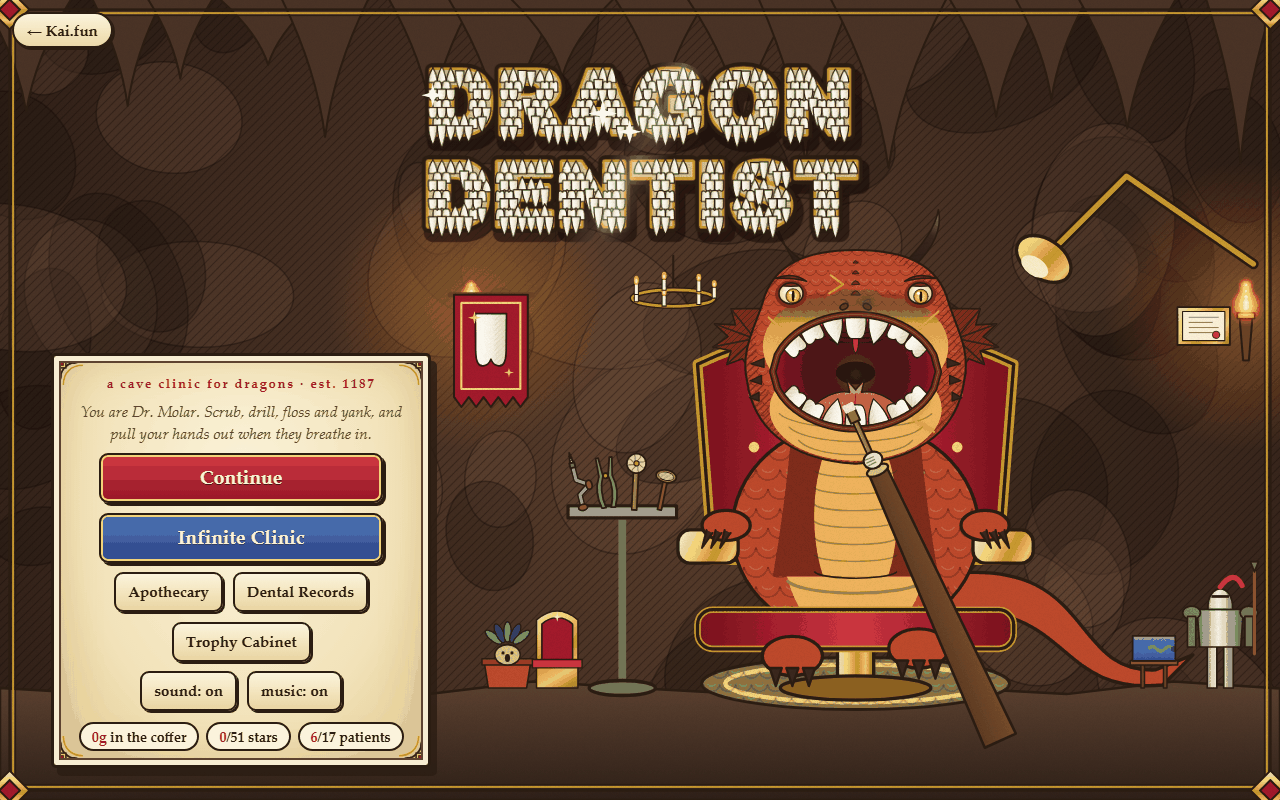 ← Kai.fun
DRAGON
DENTIST
a cave clinic for dragons · est. 1187
You are Dr. Molar. Scrub, drill, floss and yank, and
pull your hands out when they breathe in.
Continue
Infinite Clinic
Apothecary
Dental Records
Trophy Cabinet
sound: on
music: on
0g in the coffer
0/51 stars
6/17 patients